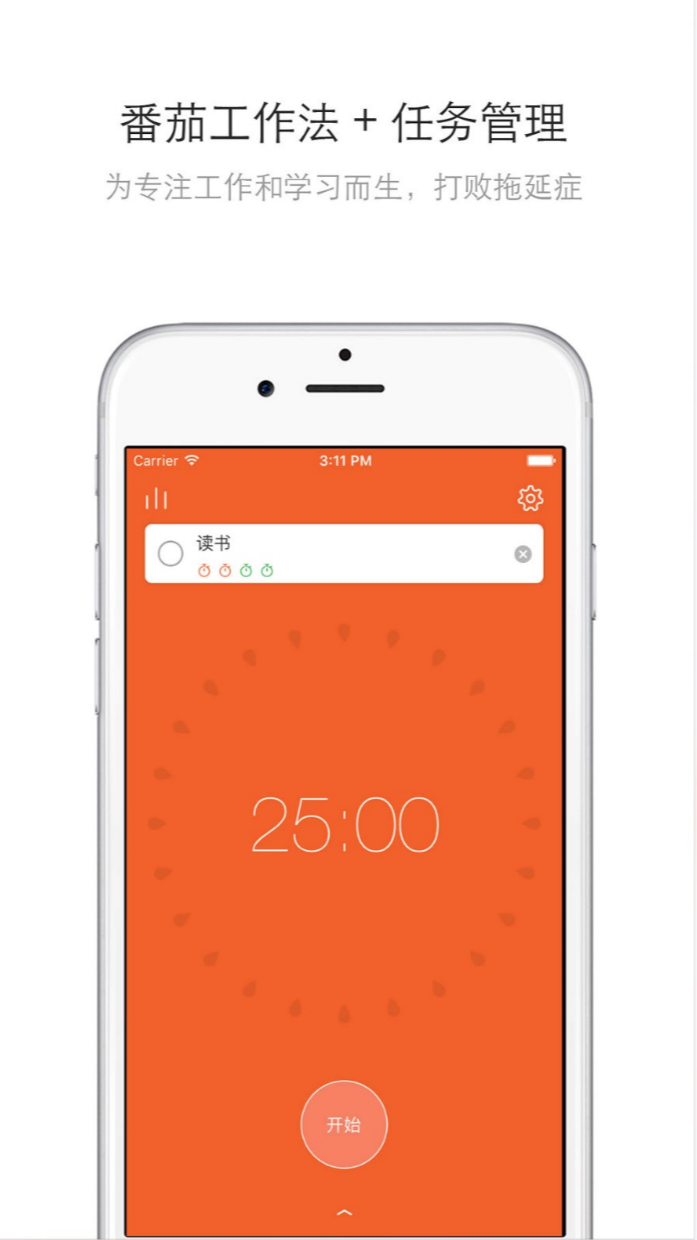 番茄工作法 + 任务管理
为专注工作和学习而生，打败拖延症
Carrier 3:11 PM
读书
25:00
开始